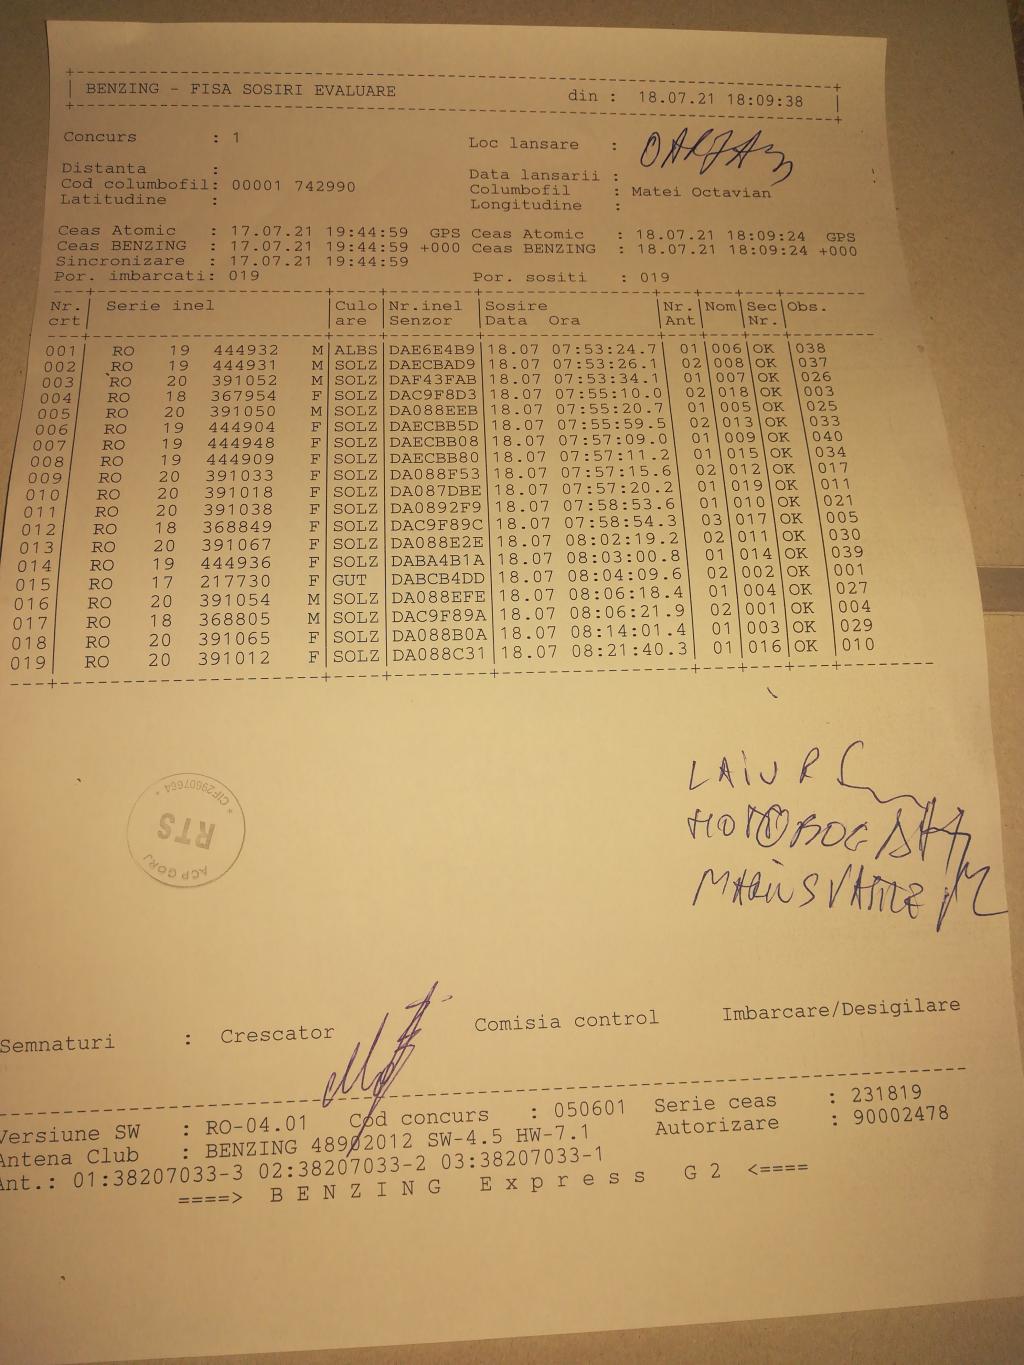 BENZING - FISA SOSIRI EVALUARE din : 18.07.21 18:09:38
Concurs : 1 Loc lansare :
Distanta : Data lansarii :
Cod columbofil: 00001 742990 Columbofil : Matei Octavian
Latitudine : Longitudine :
Ceas Atomic : 17.07.21 19:44:59 GPS Ceas Atomic : 18.07.21 18:09:24 GPS
Ceas BENZING : 17.07.21 19:44:59 +000 Ceas BENZING : 18.07.21 18:09:24 +000
Sincronizare : 17.07.21 19:44:59
Por. imbarcati: 019 Por. sositi : 019
Nr. Serie inel Culo Nr.inel Sosire Nr. Nom Sec Obs.
crt are Senzor Data Ora Ant Nr.
001 RO 19 444932 M ALBS DAE6E4B9 18.07 07:53:24.7 01 006 OK 038
002 RO 19 444931 M SOLZ DAECBAD9 18.07 07:53:26.1 02 008 OK 037
003 RO 20 391052 M SOLZ DAF43FAB 18.07 07:53:34.1 01 007 OK 026
004 RO 18 367954 F SOLZ DAC9F8D3 18.07 07:55:10.0 02 018 OK 003
005 RO 20 391050 M SOLZ DA088EEB 18.07 07:55:20.7 01 005 OK 025
006 RO 19 444904 F SOLZ DAECBB5D 18.07 07:55:59.5 02 013 OK 033
007 RO 19 444948 F SOLZ DAECBB08 18.07 07:57:09.0 01 009 OK 040
008 RO 19 444909 F SOLZ DAECBB80 18.07 07:57:11.2 01 015 OK 034
009 RO 20 391033 F SOLZ DA088F53 18.07 07:57:15.6 02 012 OK 017
010 RO 20 391018 F SOLZ DA087DBE 18.07 07:57:20.2 01 019 OK 011
011 RO 20 391038 F SOLZ DA0892F9 18.07 07:58:53.6 01 010 OK 021
012 RO 18 368849 F SOLZ DAC9F89C 18.07 07:58:54.3 03 017 OK 005
013 RO 20 391067 F SOLZ DA088E2E 18.07 08:02:19.2 02 011 OK 030
014 RO 19 444936 F SOLZ DABA4B1A 18.07 08:03:00.8 01 014 OK 039
015 RO 17 217730 F GUT DABCB4DD 18.07 08:04:09.6 02 002 OK 001
016 RO 20 391054 M SOLZ DA088EFE 18.07 08:06:18.4 01 004 OK 027
017 RO 18 368805 M SOLZ DAC9F89A 18.07 08:06:21.9 02 001 OK 004
018 RO 20 391065 F SOLZ DA088B0A 18.07 08:14:01.4 01 003 OK 029
019 RO 20 391012 F SOLZ DA088C31 18.07 08:21:40.3 01 016 OK 010
* CIF29607664 *
RTS
ACP GORJ
Semnaturi : Crescator Comisia control Imbarcare/Desigilare
Versiune SW : RO-04.01 Cod concurs : 050601 Serie ceas : 231819
Antena Club : BENZING 48902012 SW-4.5 HW-7.1 Autorizare : 90002478
Ant.: 01:38207033-3 02:38207033-2 03:38207033-1
====> BENZING Express G2 <====